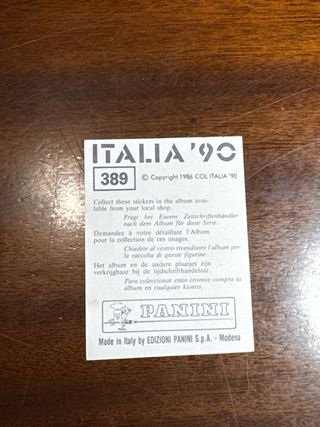 ITALIA '90
389 © Copyright 1986 COL ITALIA '90
Collect these stickers in the album avai-
lable from your local shop.
Fragt bei Eurem Zeitschriftenhändler
nach dem Album für diese Serie.
Demandez à votre détaillant l'Album
pour la collection de ces images.
Chiedete al vostro rivenditore l'album per
la raccolta di queste figurine.
Het album en de andere plaatjes zijn
verkrijgbaar bij de tijdschrifthandelaar.
Para coleccionar estos cromos compra tu
álbum en cualquier kiosco.
PANINI
Made in Italy by EDIZIONI PANINI S.p.A. - Modena